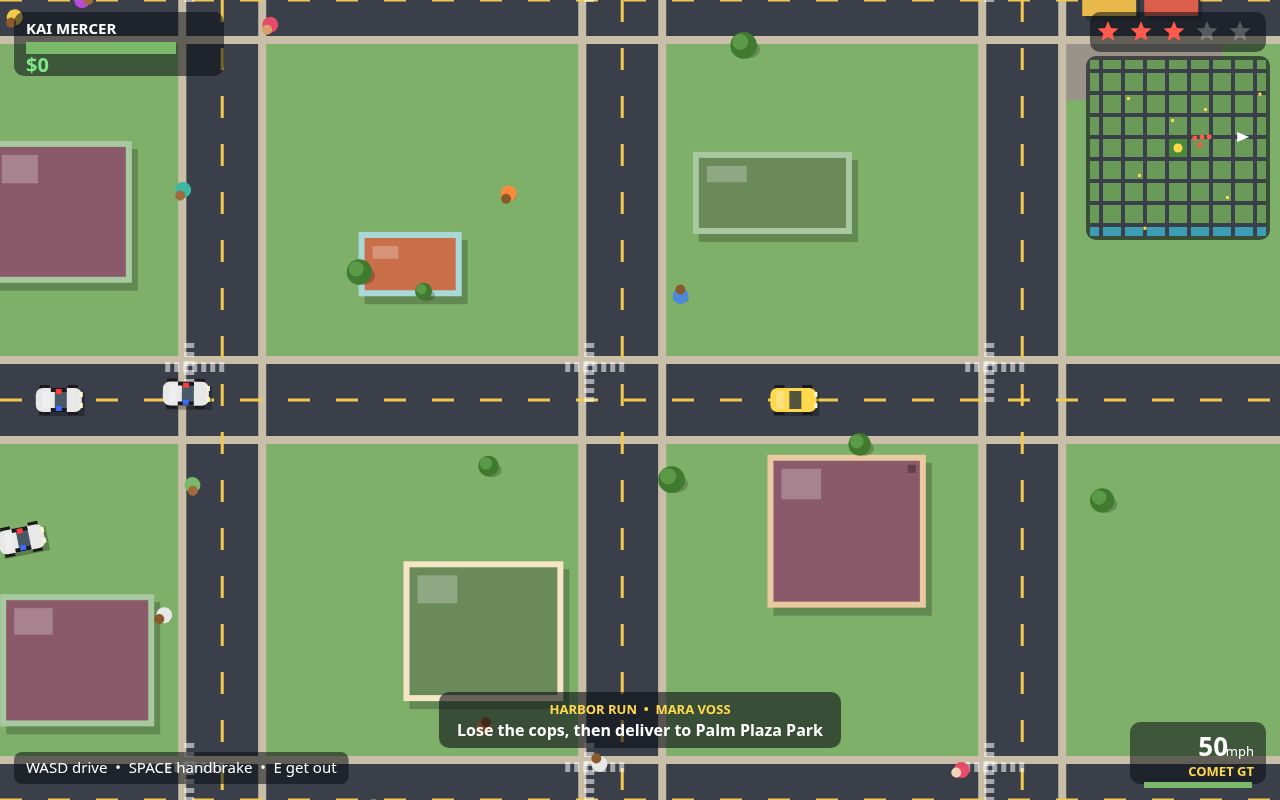 KAI MERCER
$0
HARBOR RUN • MARA VOSS
Lose the cops, then deliver to Palm Plaza Park
WASD drive • SPACE handbrake • E get out
50mph
COMET GT